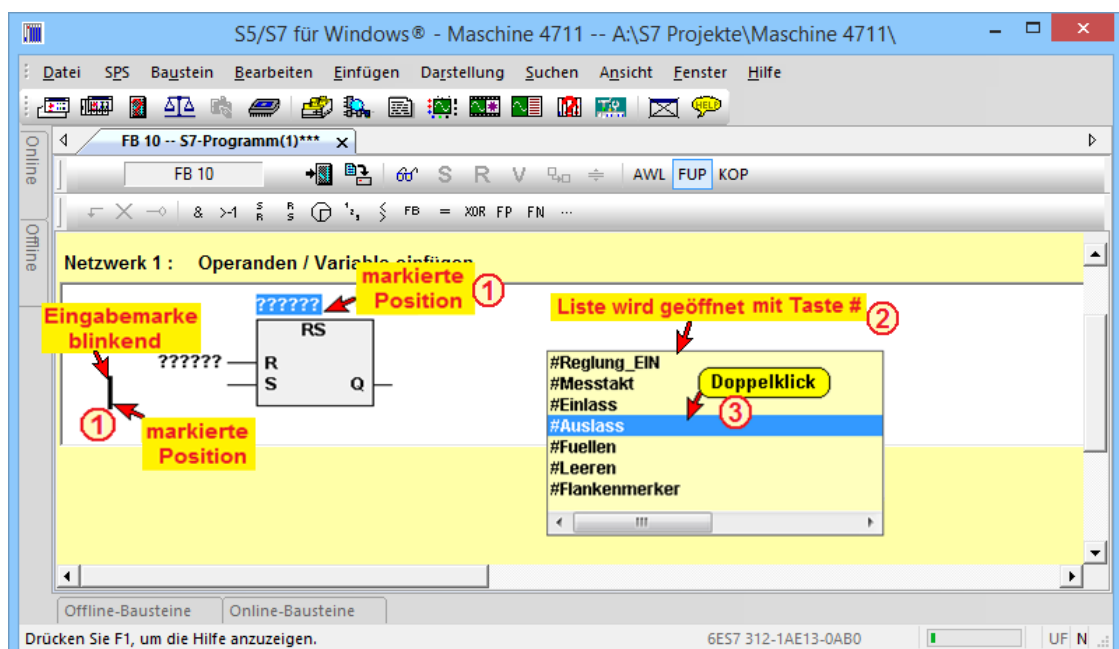 S5/S7 für Windows® - Maschine 4711 -- A:\S7 Projekte\Maschine 4711\
Datei SPS Baustein Bearbeiten Einfügen Darstellung Suchen Ansicht Fenster Hilfe
HELP
Online
Offline
FB 10 -- S7-Programm(1)*** x
FB 10
S R V
AWL FUP KOP
& >1 S R R S FB = XOR FP FN ...
Netzwerk 1 : Operanden / Variable einfügen
markierte
Position
1
??????
Eingabemarke
blinkend
RS
?????? R
S Q
1
markierte
Position
Liste wird geöffnet mit Taste #
2
#Reglung_EIN
#Messtakt
#Einlass
#Auslass
#Fuellen
#Leeren
#Flankenmerker
Doppelklick
3
Offline-Bausteine Online-Bausteine
Drücken Sie F1, um die Hilfe anzuzeigen. 6ES7 312-1AE13-0AB0 UF N